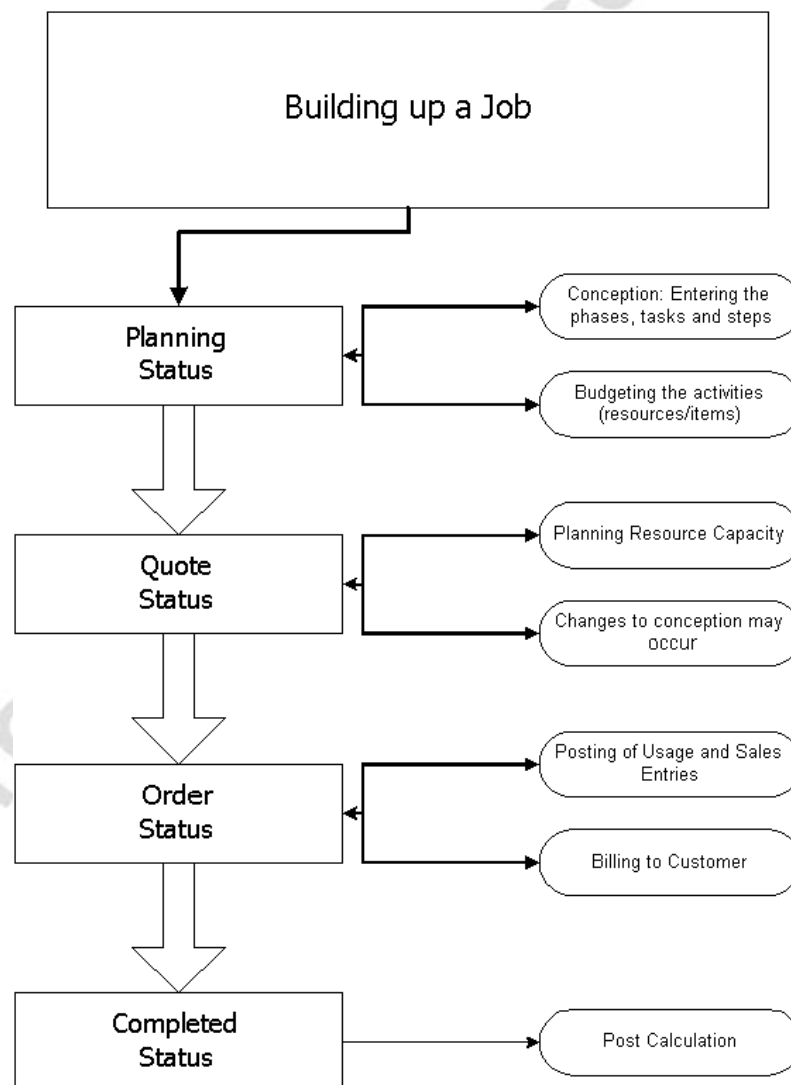 Building up a Job
Conception: Entering the
phases, tasks and steps
Planning
Status
Budgeting the activities
(resources/items)
Planning Resource Capacity
Quote
Status
Changes to conception may
occur
Posting of Usage and Sales
Entries
Order
Status
Billing to Customer
Completed
Status
Post Calculation